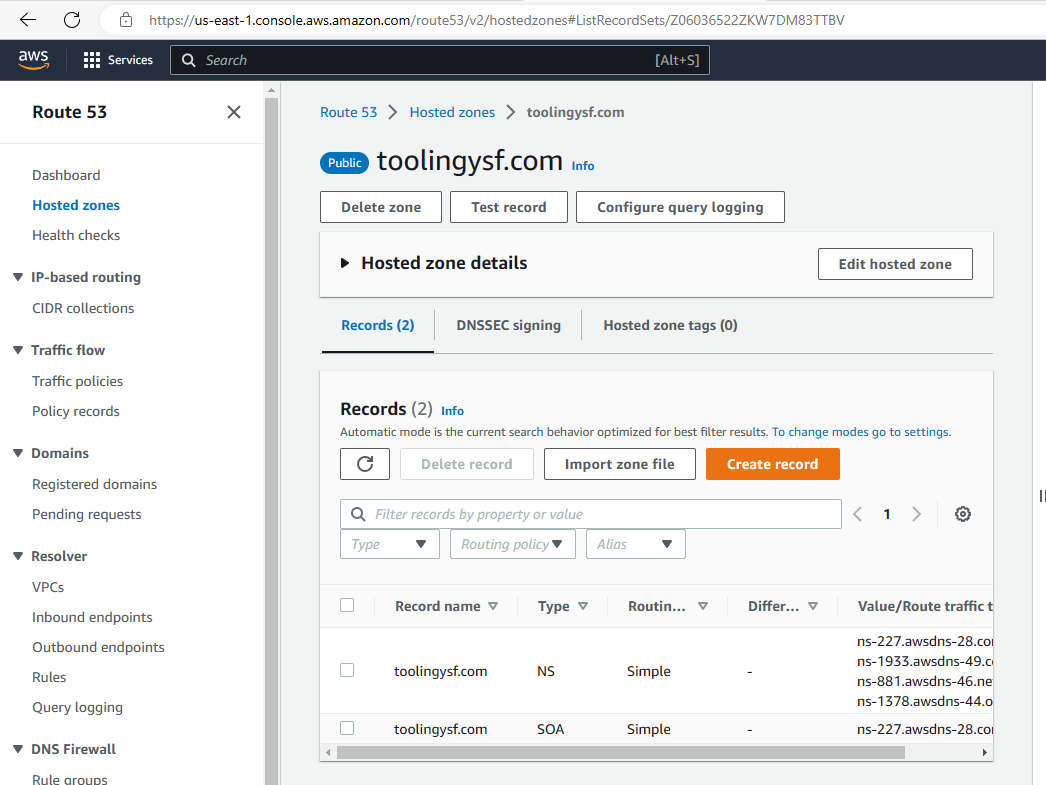 https://us-east-1.console.aws.amazon.com/route53/v2/hostedzones#ListRecordSets/Z06036522ZKW7DM83TTBV
aws Services Search [Alt+S]
Route 53
Dashboard
Hosted zones
Health checks
IP-based routing
CIDR collections
Traffic flow
Traffic policies
Policy records
Domains
Registered domains
Pending requests
Resolver
VPCs
Inbound endpoints
Outbound endpoints
Rules
Query logging
DNS Firewall
Rule groups
Route 53 Hosted zones toolingysf.com
Public toolingysf.com Info
Delete zone Test record Configure query logging
Hosted zone details Edit hosted zone
Records (2) DNSSEC signing Hosted zone tags (0)
Records (2) Info
Automatic mode is the current search behavior optimized for best filter results. To change modes go to settings.
Delete record Import zone file Create record
Filter records by property or value 1
Type Routing policy Alias
Record name Type Routin... Differ... Value/Route traffic t
toolingysf.com NS Simple - ns-227.awsdns-28.co
ns-1933.awsdns-49.c
ns-881.awsdns-46.ne
ns-1378.awsdns-44.o
toolingysf.com SOA Simple - ns-227.awsdns-28.co